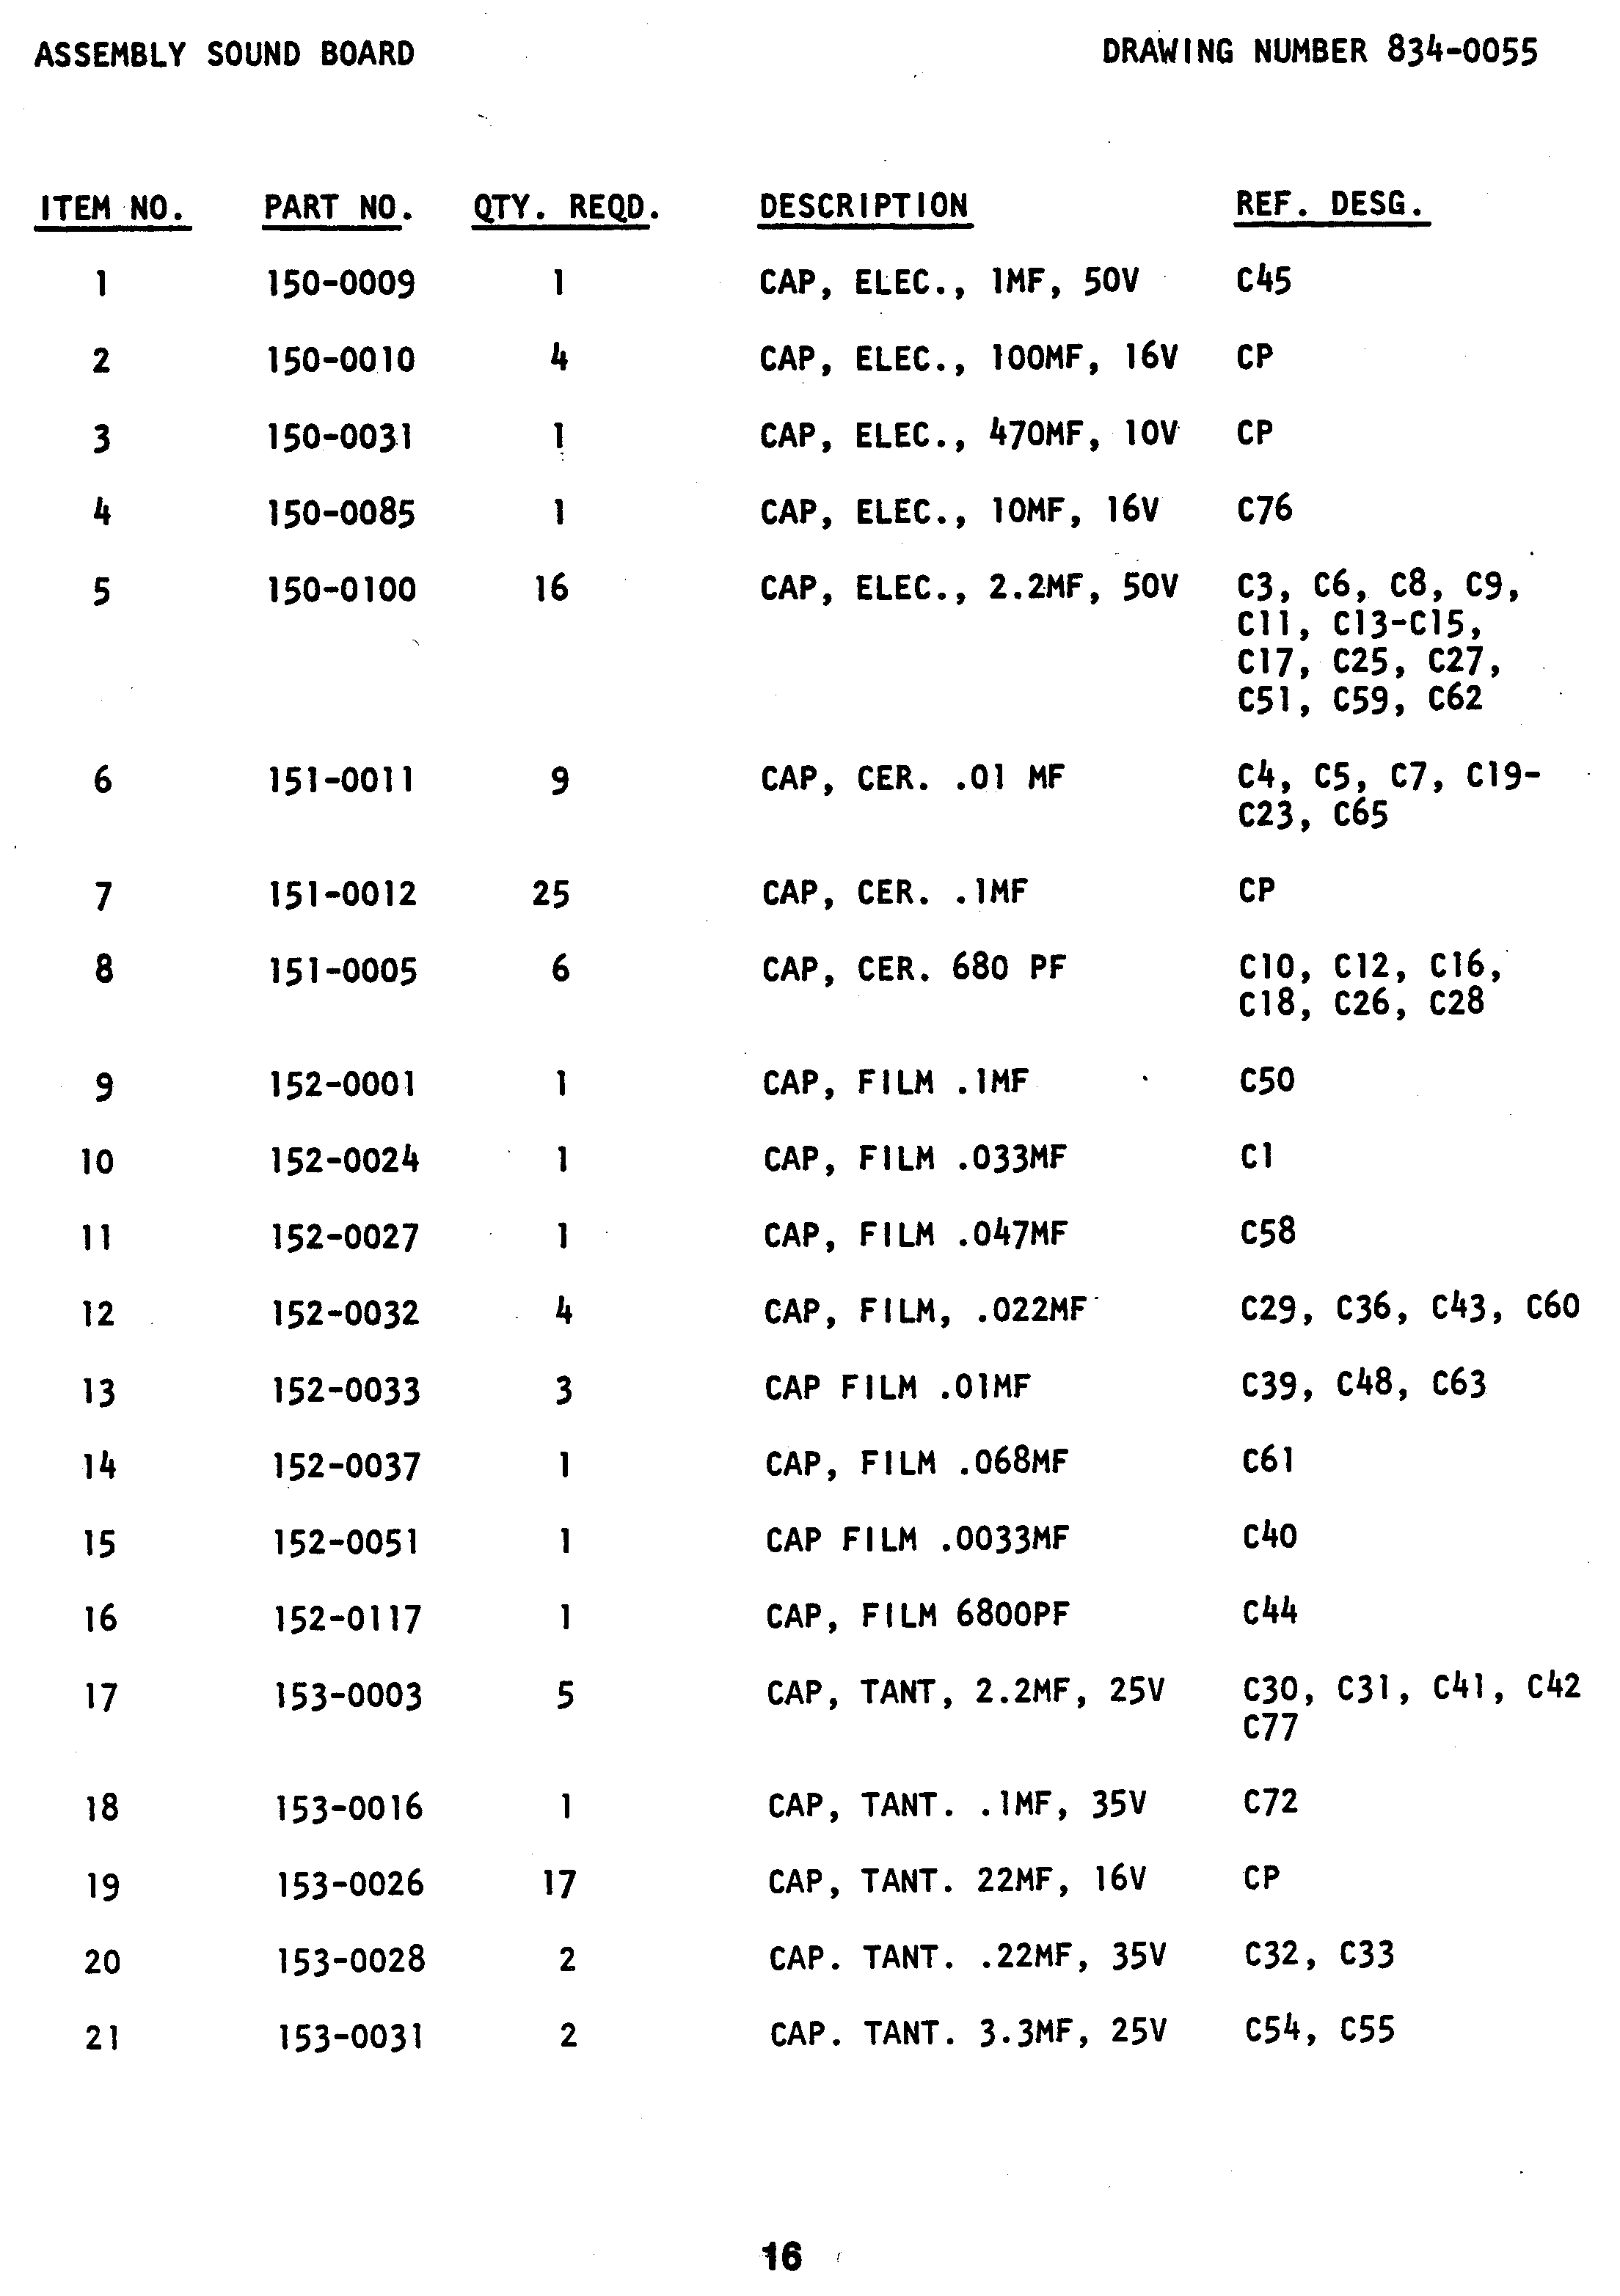 ASSEMBLY SOUND BOARD DRAWING NUMBER 834-0055
ITEM NO. PART NO. QTY. REQD. DESCRIPTION REF. DESG.
1 150-0009 1 CAP, ELEC., 1MF, 50V C45
2 150-0010 4 CAP, ELEC., 100MF, 16V CP
3 150-0031 1 CAP, ELEC., 470MF, 10V CP
4 150-0085 1 CAP, ELEC., 10MF, 16V C76
5 150-0100 16 CAP, ELEC., 2.2MF, 50V C3, C6, C8, C9,
C11, C13-C15,
C17, C25, C27,
C51, C59, C62
6 151-0011 9 CAP, CER. .01 MF C4, C5, C7, C19-
C23, C65
7 151-0012 25 CAP, CER. .1MF CP
8 151-0005 6 CAP, CER. 680 PF C10, C12, C16,
C18, C26, C28
9 152-0001 1 CAP, FILM .1MF C50
10 152-0024 1 CAP, FILM .033MF C1
11 152-0027 1 CAP, FILM .047MF C58
12 152-0032 4 CAP, FILM, .022MF C29, C36, C43, C60
13 152-0033 3 CAP FILM .01MF C39, C48, C63
14 152-0037 1 CAP, FILM .068MF C61
15 152-0051 1 CAP FILM .0033MF C40
16 152-0117 1 CAP, FILM 6800PF C44
17 153-0003 5 CAP, TANT, 2.2MF, 25V C30, C31, C41, C42
C77
18 153-0016 1 CAP, TANT. .1MF, 35V C72
19 153-0026 17 CAP, TANT. 22MF, 16V CP
20 153-0028 2 CAP. TANT. .22MF, 35V C32, C33
21 153-0031 2 CAP. TANT. 3.3MF, 25V C54, C55
16